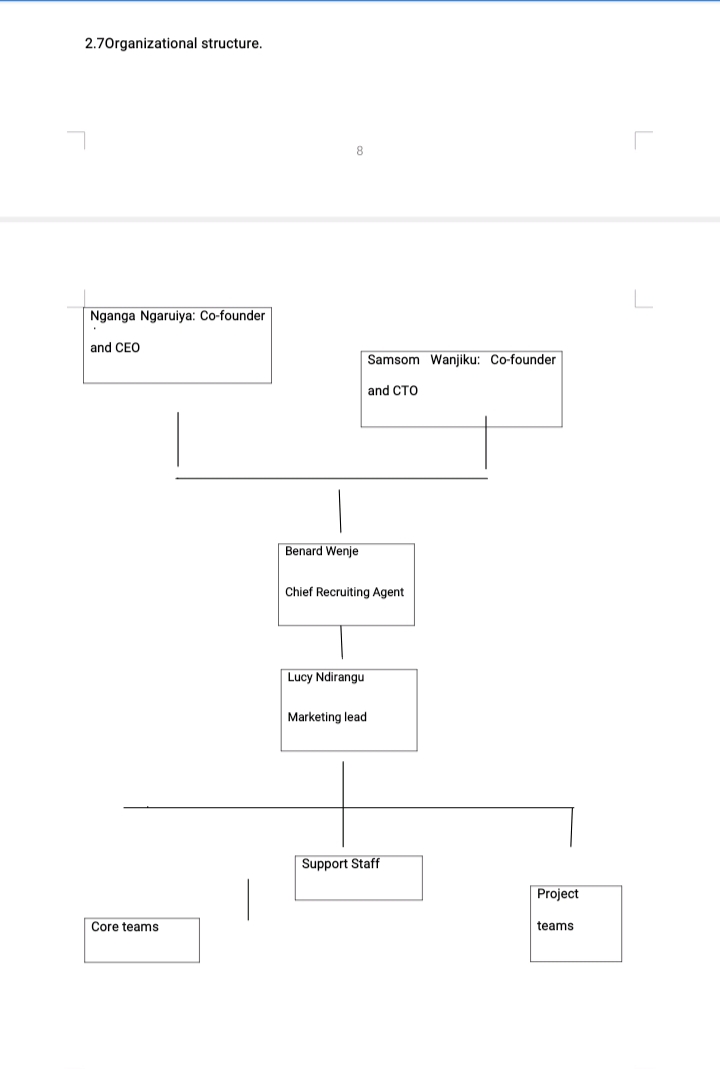 2.7Organizational structure.
8
Nganga Ngaruiya: Co-founder
and CEO
Samsom Wanjiku: Co-founder
and CTO
Benard Wenje
Chief Recruiting Agent
Lucy Ndirangu
Marketing lead
Support Staff
Project
teams
Core teams